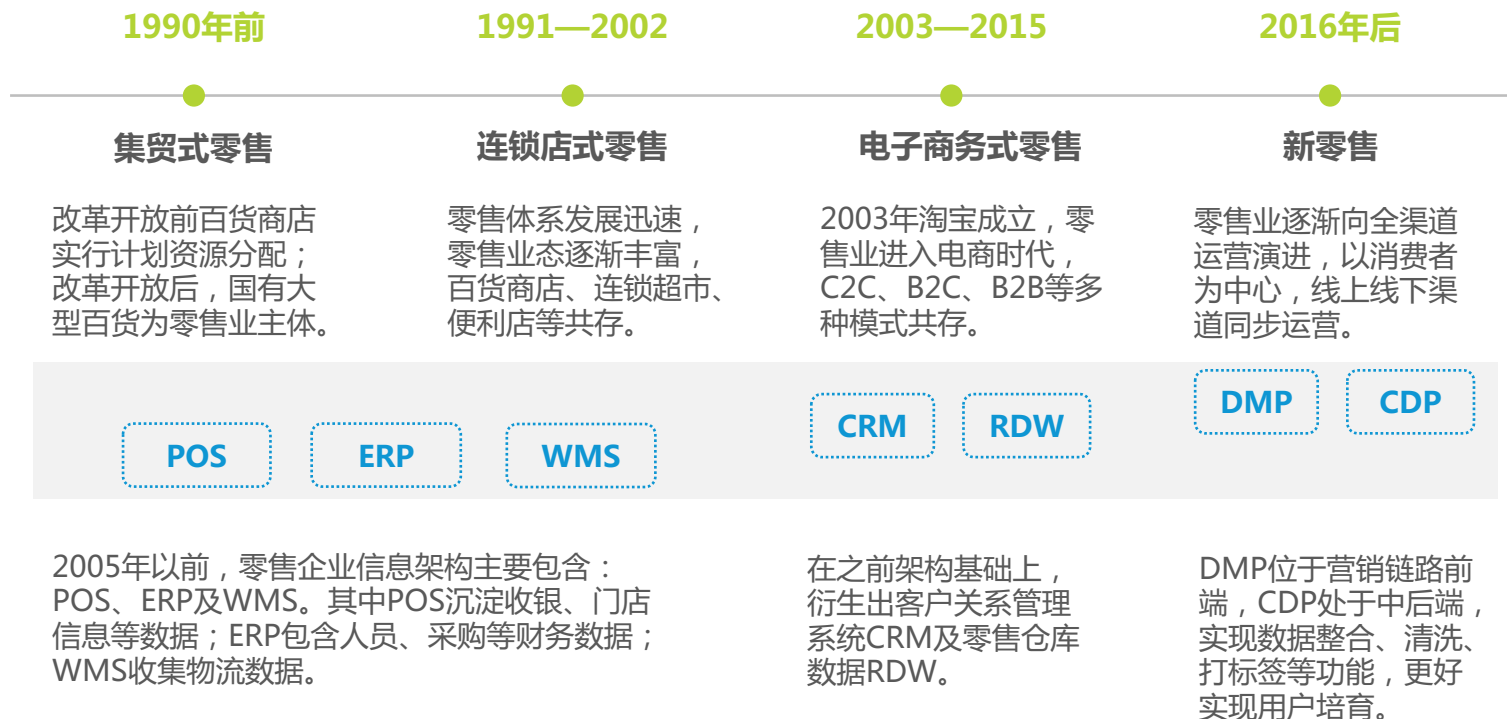 1990年前
1991—2002
2003—2015
2016年后
集贸式零售
连锁店式零售
电子商务式零售
新零售
改革开放前百货商店
实行计划资源分配；
改革开放后，国有大
型百货为零售业主体。
零售体系发展迅速，
零售业态逐渐丰富，
百货商店、连锁超市、
便利店等共存。
2003年淘宝成立，零
售业进入电商时代，
C2C、B2C、B2B等多
种模式共存。
零售业逐渐向全渠道
运营演进，以消费者
为中心，线上线下渠
道同步运营。
POS
ERP
WMS
CRM
RDW
DMP
CDP
2005年以前，零售企业信息架构主要包含：
POS、ERP及WMS。其中POS沉淀收银、门店
信息等数据；ERP包含人员、采购等财务数据；
WMS收集物流数据。
在之前架构基础上，
衍生出客户关系管理
系统CRM及零售仓库
数据RDW。
DMP位于营销链路前
端，CDP处于中后端，
实现数据整合、清洗、
打标签等功能，更好
实现用户培育。